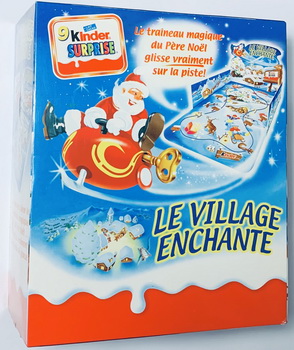 9
Kinder
SURPRISE
Le traineau magique
du Père Noël
glisse vraiment
sur la piste!
LE VILLAGE
ENCHANTE